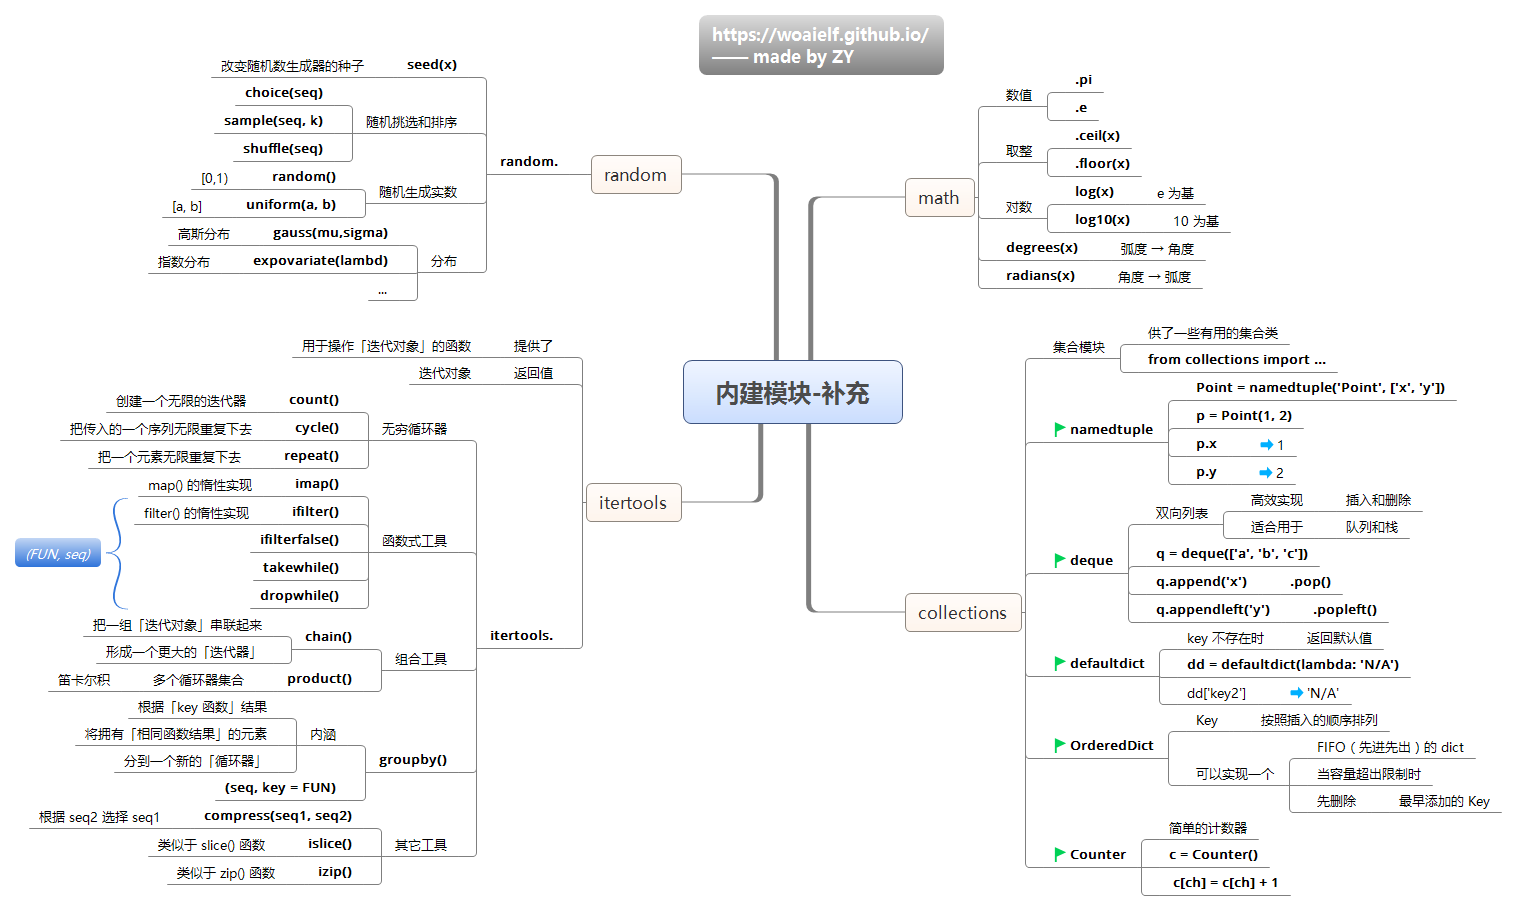 https://woaielf.github.io/
—— made by ZY
内建模块-补充
random
random.
改变随机数生成器的种子 seed(x)
随机挑选和排序
choice(seq)
sample(seq, k)
shuffle(seq)
随机生成实数
[0,1) random()
[a, b] uniform(a, b)
分布
高斯分布 gauss(mu,sigma)
指数分布 expovariate(lambd)
...
math
数值
.pi
.e
取整
.ceil(x)
.floor(x)
对数
log(x) e 为基
log10(x) 10 为基
degrees(x) 弧度 → 角度
radians(x) 角度 → 弧度
itertools
用于操作「迭代对象」的函数 提供了
迭代对象 返回值
itertools.
无穷循环器
创建一个无限的迭代器 count()
把传入的一个序列无限重复下去 cycle()
把一个元素无限重复下去 repeat()
函数式工具
map() 的惰性实现 imap()
filter() 的惰性实现 ifilter()
ifilterfalse()
takewhile()
dropwhile()
(FUN, seq)
组合工具
把一组「迭代对象」串联起来 chain()
形成一个更大的「迭代器」
笛卡尔积 多个循环器集合 product()
groupby()
内涵
根据「key 函数」结果
将拥有「相同函数结果」的元素
分到一个新的「循环器」
(seq, key = FUN)
其它工具
根据 seq2 选择 seq1 compress(seq1, seq2)
类似于 slice() 函数 islice()
类似于 zip() 函数 izip()
collections
集合模块
供了一些有用的集合类
from collections import ...
namedtuple
Point = namedtuple('Point', ['x', 'y'])
p = Point(1, 2)
p.x 1
p.y 2
deque
双向列表
高效实现 插入和删除
适合用于 队列和栈
q = deque(['a', 'b', 'c'])
q.append('x') .pop()
q.appendleft('y') .popleft()
defaultdict
key 不存在时 返回默认值
dd = defaultdict(lambda: 'N/A')
dd['key2'] 'N/A'
OrderedDict
Key 按照插入的顺序排列
可以实现一个
FIFO（先进先出）的 dict
当容量超出限制时
先删除 最早添加的 Key
Counter
简单的计数器
c = Counter()
c[ch] = c[ch] + 1